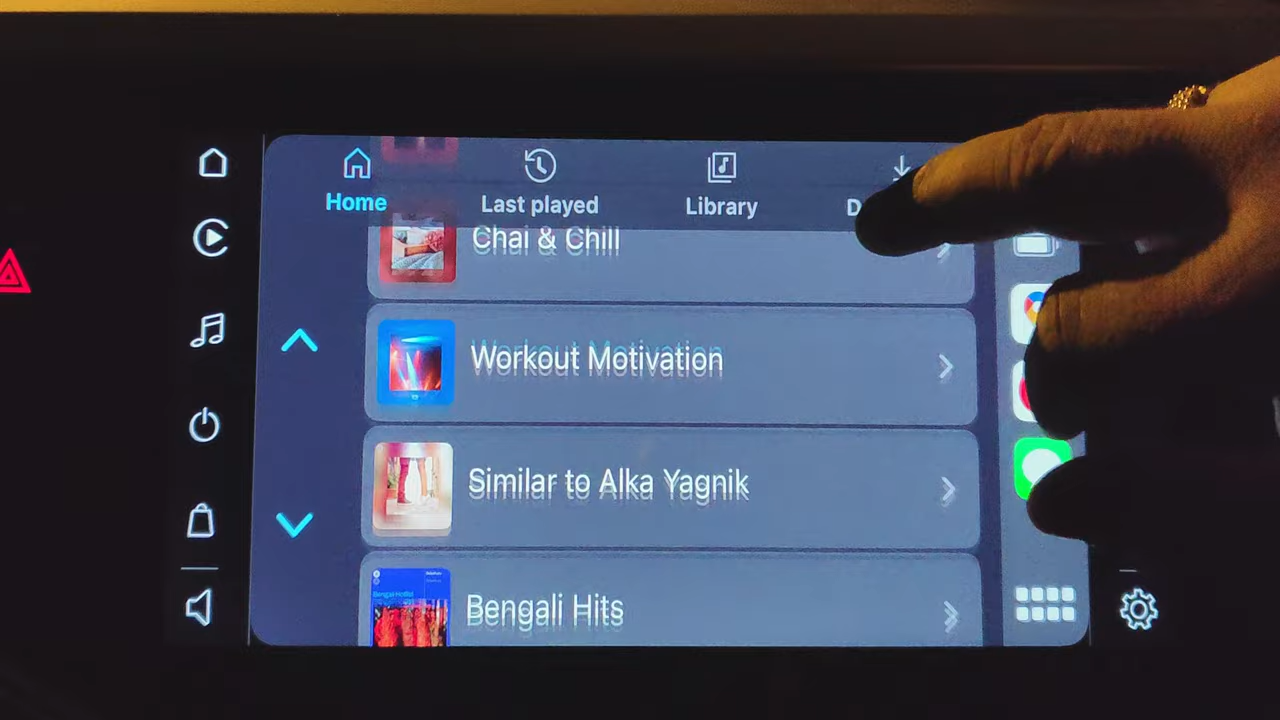 Home
Last played
Library
Chai & Chill
Workout Motivation
Similar to Alka Yagnik
Bengali Hits